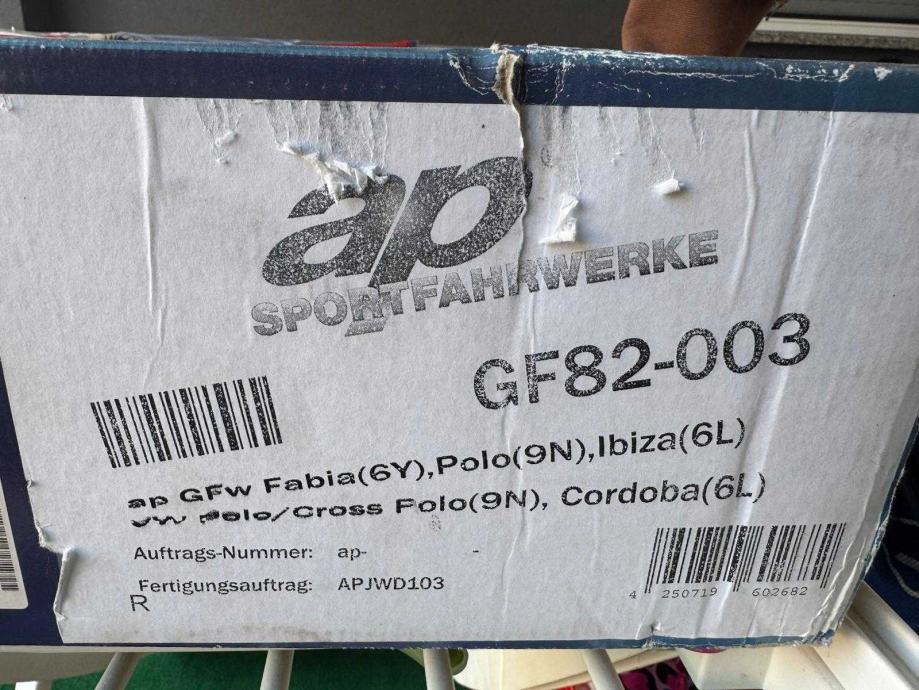 ap
SPORTFAHRWERKE
GF82-003
ap GFw Fabia(6Y),Polo(9N),Ibiza(6L)
VW Polo/Cross Polo(9N), Cordoba(6L)
Auftrags-Nummer: ap- -
Fertigungsauftrag: APJWD103
R
4 250719 602682